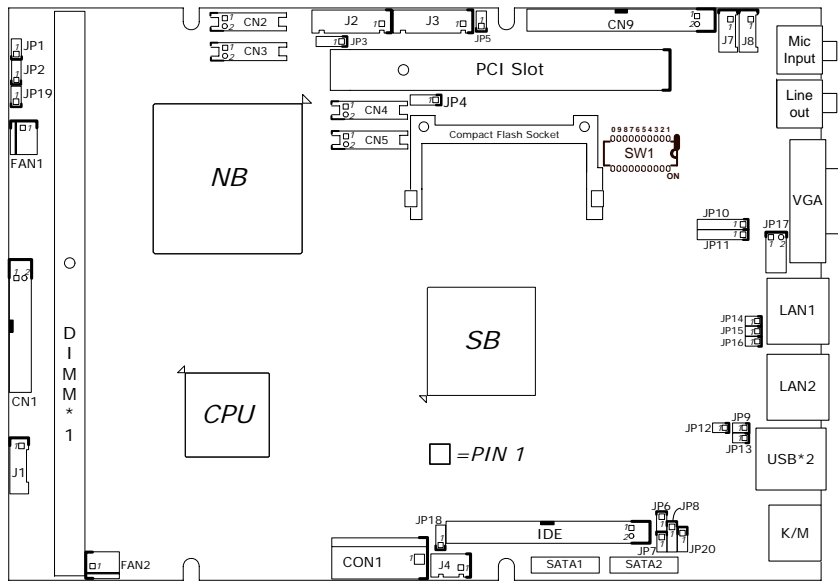 CN2
J2
J3
JP5
CN9
J7
J8
Mic
Input
JP1
JP2
JP19
CN3
JP3
PCI Slot
Line
out
FAN1
NB
CN4
JP4
CN5
Compact Flash Socket
0987654321
SW1
ON
VGA
JP10
JP11
JP17
DIMM*1
CN1
SB
JP14
JP15
JP16
LAN1
LAN2
CPU
=PIN 1
JP12
JP9
JP13
USB*2
J1
JP18
IDE
JP6
JP8
JP7
JP20
K/M
FAN2
CON1
J4
SATA1
SATA2